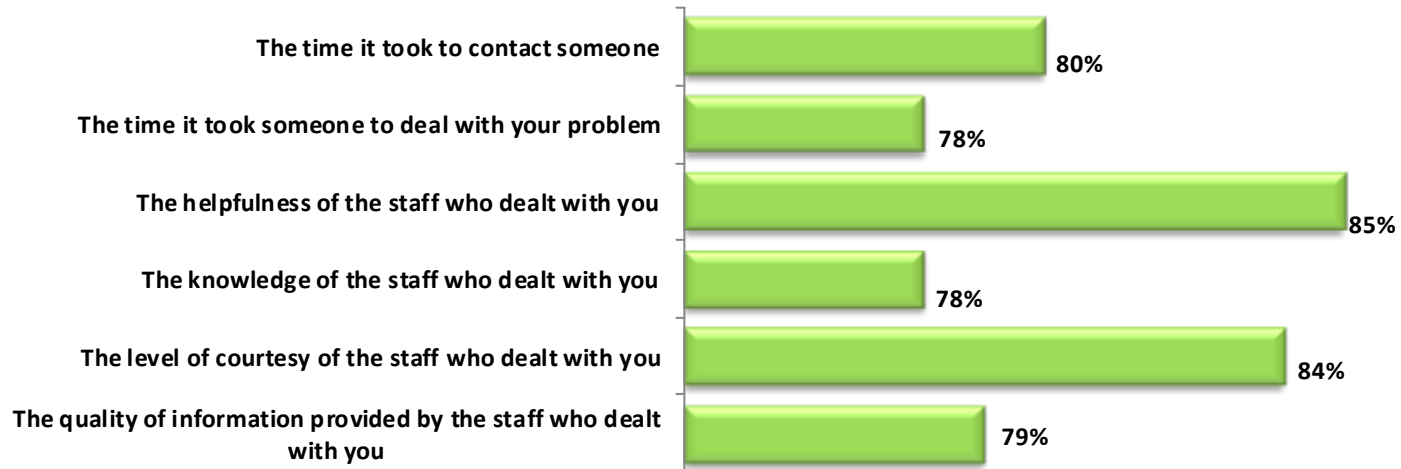 The time it took to contact someone
80%
The time it took someone to deal with your problem
78%
The helpfulness of the staff who dealt with you
85%
The knowledge of the staff who dealt with you
78%
The level of courtesy of the staff who dealt with you
84%
The quality of information provided by the staff who dealt
with you
79%